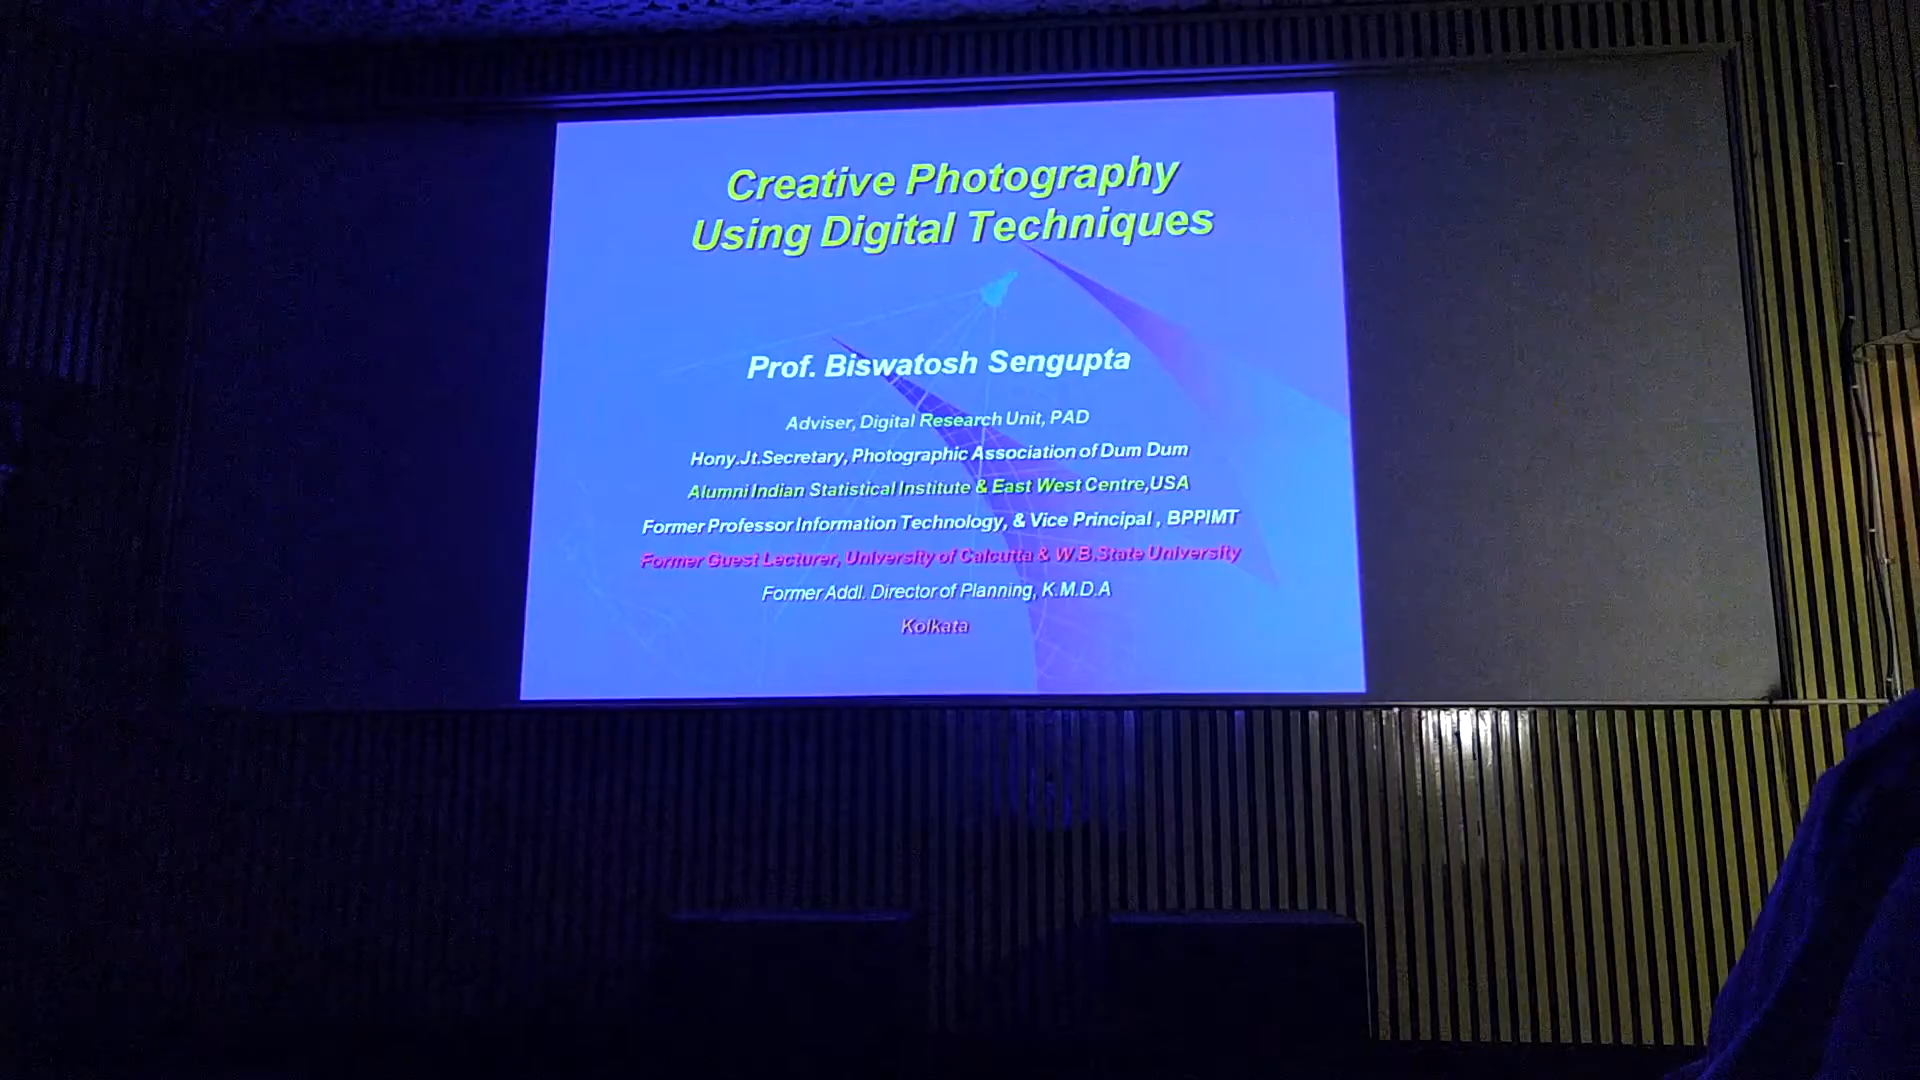 Creative Photography
Using Digital Techniques
Prof. Biswatosh Sengupta
Adviser, Digital Research Unit, PAD
Hony.Jt.Secretary, Photographic Association of Dum Dum
Alumni Indian Statistical Institute & East West Centre,USA
Former Professor Information Technology, & Vice Principal , BPPIMT
Former Guest Lecturer, University of Calcutta & W.B.State University
Former Addl. Director of Planning, K.M.D.A
Kolkata